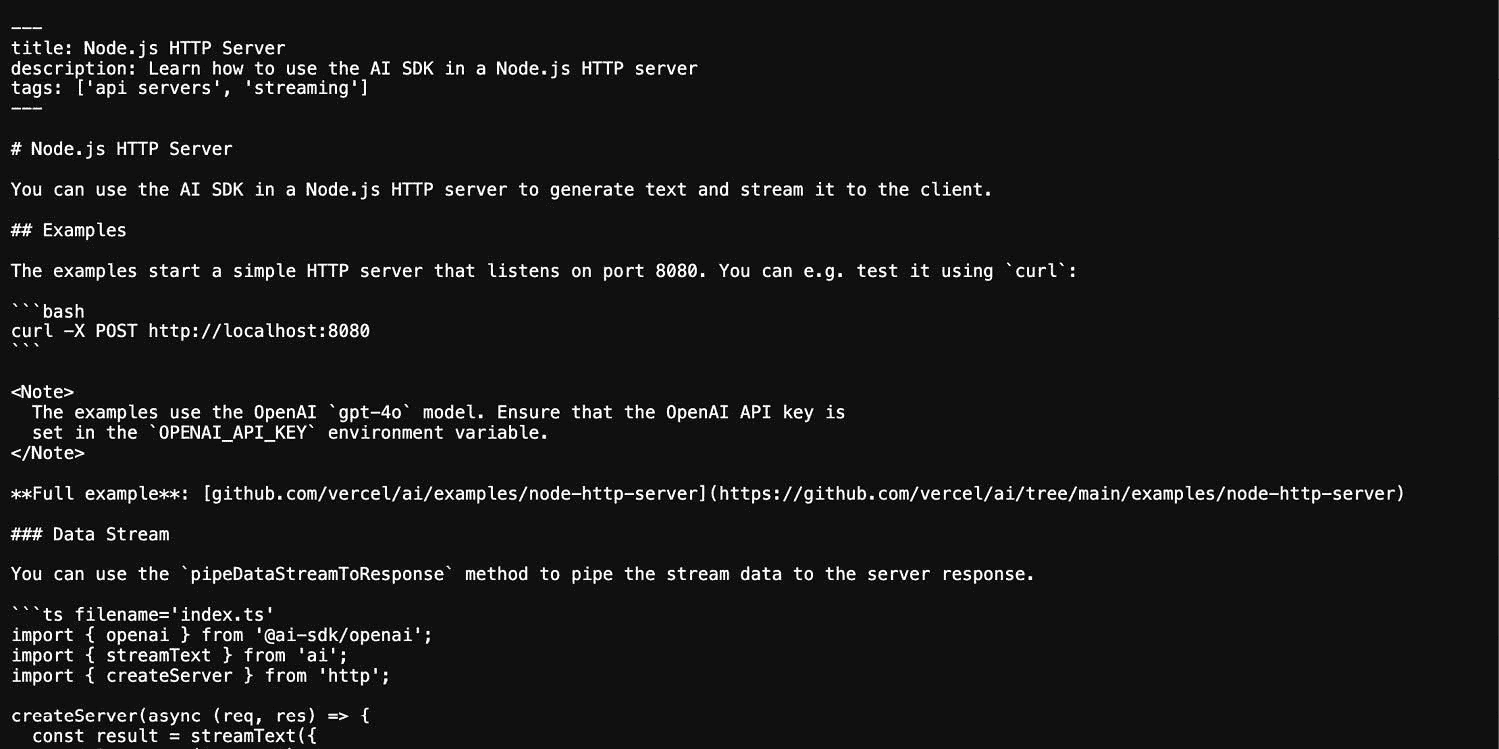 ---
title: Node.js HTTP Server
description: Learn how to use the AI SDK in a Node.js HTTP server
tags: ['api servers', 'streaming']
---
# Node.js HTTP Server
You can use the AI SDK in a Node.js HTTP server to generate text and stream it to the client.
## Examples
The examples start a simple HTTP server that listens on port 8080. You can e.g. test it using `curl`:
```bash
curl -X POST http://localhost:8080
```
<Note>
  The examples use the OpenAI `gpt-4o` model. Ensure that the OpenAI API key is
  set in the `OPENAI_API_KEY` environment variable.
</Note>
**Full example**: [github.com/vercel/ai/examples/node-http-server](https://github.com/vercel/ai/tree/main/examples/node-http-server)
### Data Stream
You can use the `pipeDataStreamToResponse` method to pipe the stream data to the server response.
```ts filename='index.ts'
import { openai } from '@ai-sdk/openai';
import { streamText } from 'ai';
import { createServer } from 'http';
createServer(async (req, res) => {
  const result = streamText({